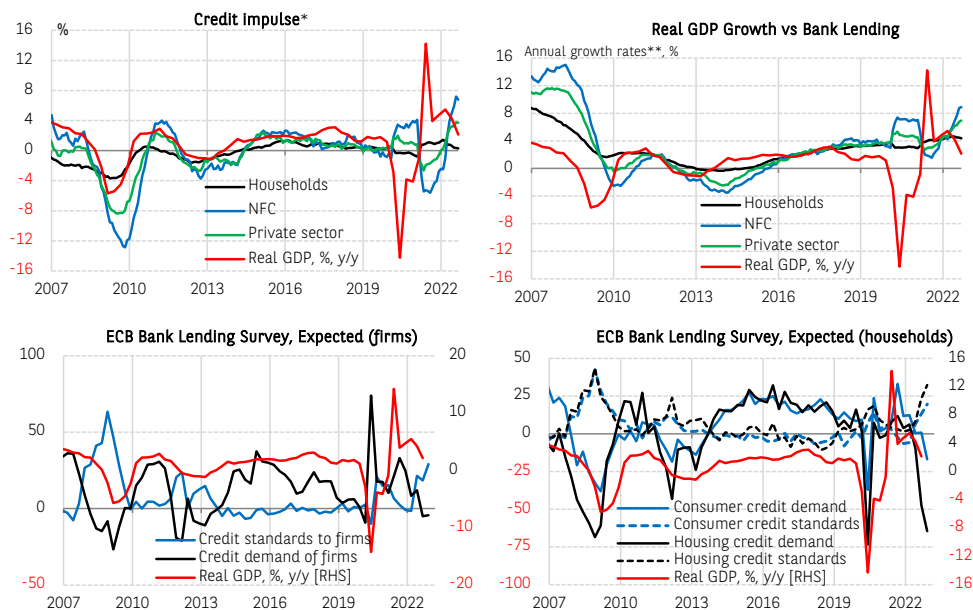 Credit impulse*
%
16
12
8
4
0
-4
-8
-12
-16
Households
NFC
Private sector
Real GDP, %, y/y
2007 2010 2013 2016 2019 2022
Real GDP Growth vs Bank Lending
Annual growth rates**, %
16
12
8
4
0
-4
-8
-12
-16
Households
NFC
Private sector
Real GDP, %, y/y
2007 2010 2013 2016 2019 2022
ECB Bank Lending Survey, Expected (firms)
100
50
0
-50
20
10
0
-10
-20
Credit standards to firms
Credit demand of firms
Real GDP, %, y/y [RHS]
2007 2010 2013 2016 2019 2022
ECB Bank Lending Survey, Expected (households)
50
25
0
-25
-50
-75
-100
16
12
8
4
0
-4
-8
-12
-16
Consumer credit demand
Consumer credit standards
Housing credit demand
Housing credit standards
Real GDP, %, y/y [RHS]
2007 2010 2013 2016 2019 2022